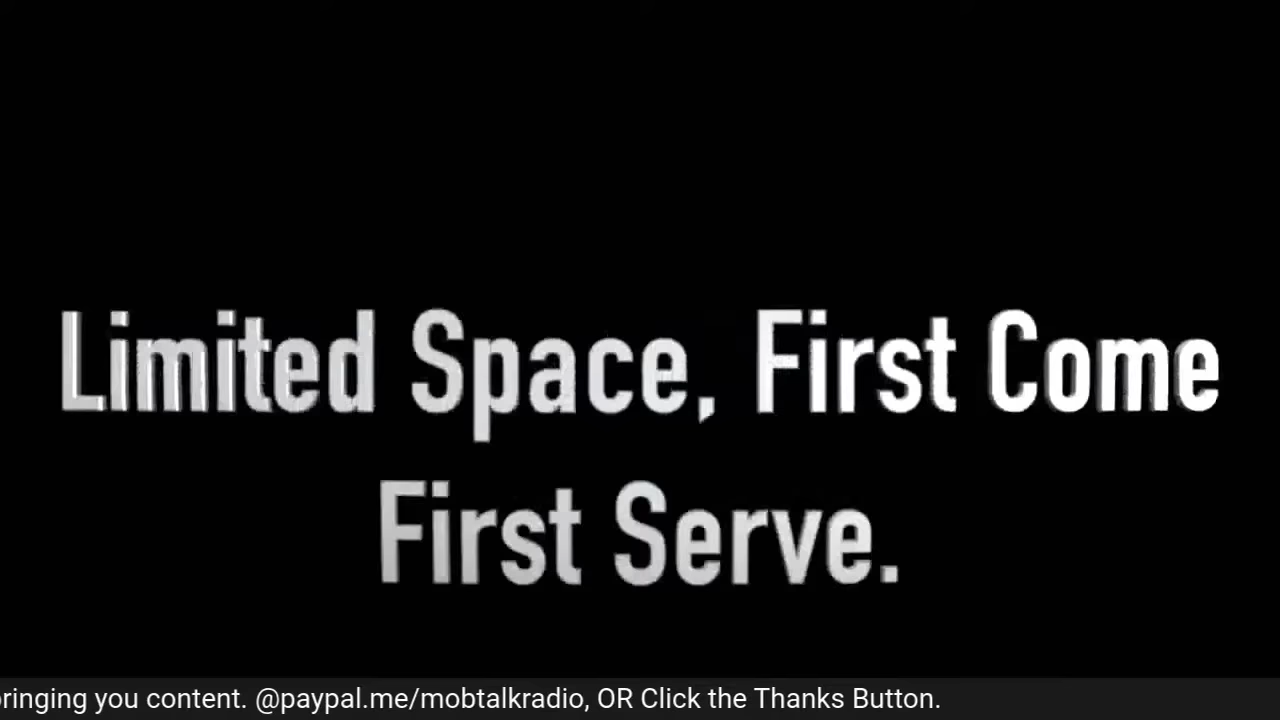 Limited Space, First Come
First Serve.
bringing you content. @paypal.me/mobtalkradio, OR Click the Thanks Button.